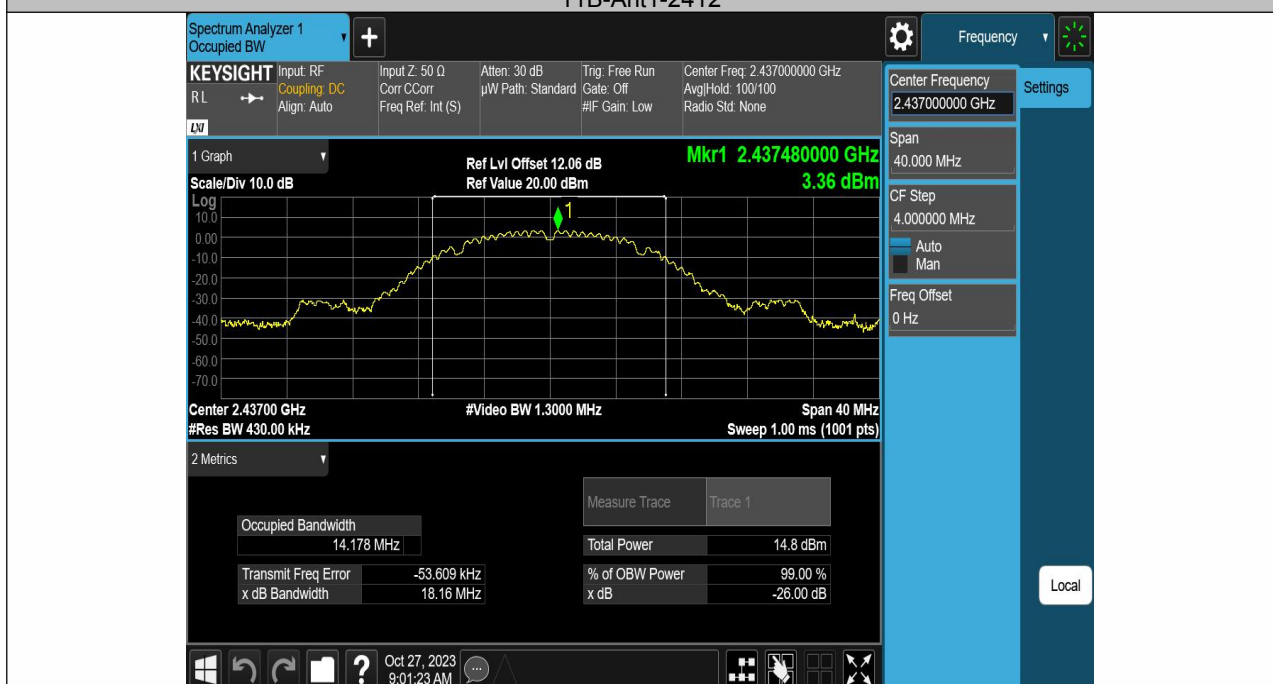 11B-Ant1-2412
Spectrum Analyzer 1
Occupied BW
+
Frequency
KEYSIGHT
RL
LXI
Input: RF
Coupling: DC
Align: Auto
Input Z: 50 Ω
Corr CCorr
Freq Ref: Int (S)
Atten: 30 dB
µW Path: Standard
Trig: Free Run
Gate: Off
#IF Gain: Low
Center Freq: 2.437000000 GHz
Avg|Hold: 100/100
Radio Std: None
Center Frequency
2.437000000 GHz
Settings
Span
40.000 MHz
CF Step
4.000000 MHz
Auto
Man
Freq Offset
0 Hz
1 Graph
Scale/Div 10.0 dB
Ref Lvl Offset 12.06 dB
Ref Value 20.00 dBm
Mkr1 2.437480000 GHz
3.36 dBm
Log
10.0
0.00
-10.0
-20.0
-30.0
-40.0
-50.0
-60.0
-70.0
1
Center 2.43700 GHz
#Res BW 430.00 kHz
#Video BW 1.3000 MHz
Span 40 MHz
Sweep 1.00 ms (1001 pts)
2 Metrics
Measure Trace
Trace 1
Occupied Bandwidth
14.178 MHz
Total Power
14.8 dBm
Transmit Freq Error
-53.609 kHz
% of OBW Power
99.00 %
x dB Bandwidth
18.16 MHz
x dB
-26.00 dB
Local
?
Oct 27, 2023
9:01:23 AM